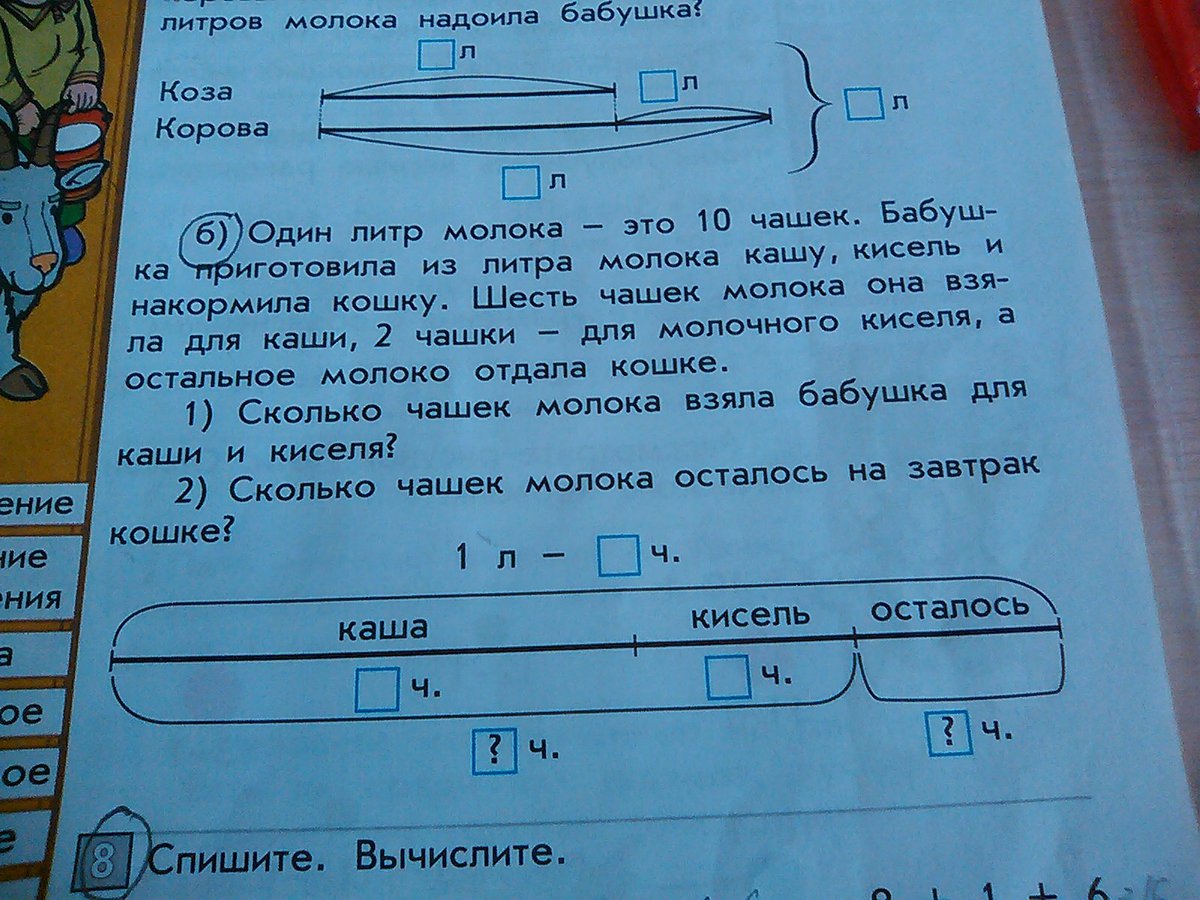 литров молока надоила бабушка?
л
Коза
л
л
Корова
л
б) Один литр молока – это 10 чашек. Бабуш-
ка приготовила из литра молока кашу, кисель и
накормила кошку. Шесть чашек молока она взя-
ла для каши, 2 чашки – для молочного киселя, а
остальное молоко отдала кошке.
1) Сколько чашек молока взяла бабушка для
каши и киселя?
2) Сколько чашек молока осталось на завтрак
кошке?
1 л – ч.
каша кисель осталось
ч. ч.
? ч. ? ч.
8 Спишите. Вычислите.
ение
ние
ения
а
ое
ое
е